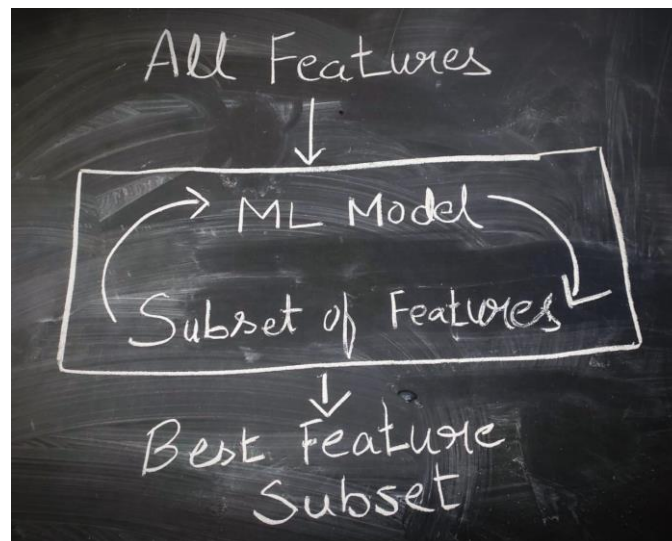 All Features
ML Model
Subset of Features
Best Feature
Subset